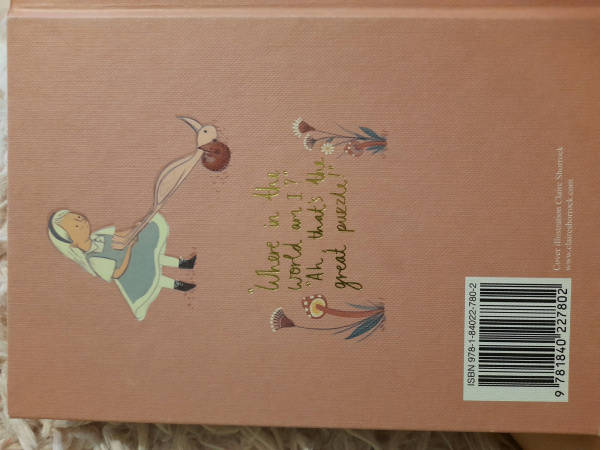 "Where in the
world am I?"
"Ah, that's the
great puzzle!"
Cover illustration Claire Shorrock
www.claireshorrock.com
ISBN 978-1-84022-780-2
9 781840 227802